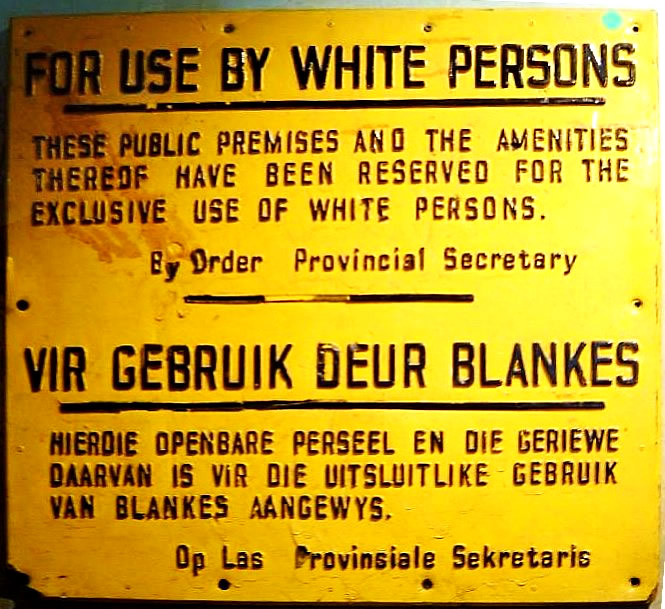 FOR USE BY WHITE PERSONS
THESE PUBLIC PREMISES AND THE AMENITIES
THEREOF HAVE BEEN RESERVED FOR THE
EXCLUSIVE USE OF WHITE PERSONS.
By Order Provincial Secretary
VIR GEBRUIK DEUR BLANKES
HIERDIE OPENBARE PERSEEL EN DIE GERIEWE
DAARVAN IS VIR DIE UITSLUITLIKE GEBRUIK
VAN BLANKES AANGEWYS.
Op Las Provinsiale Sekretaris